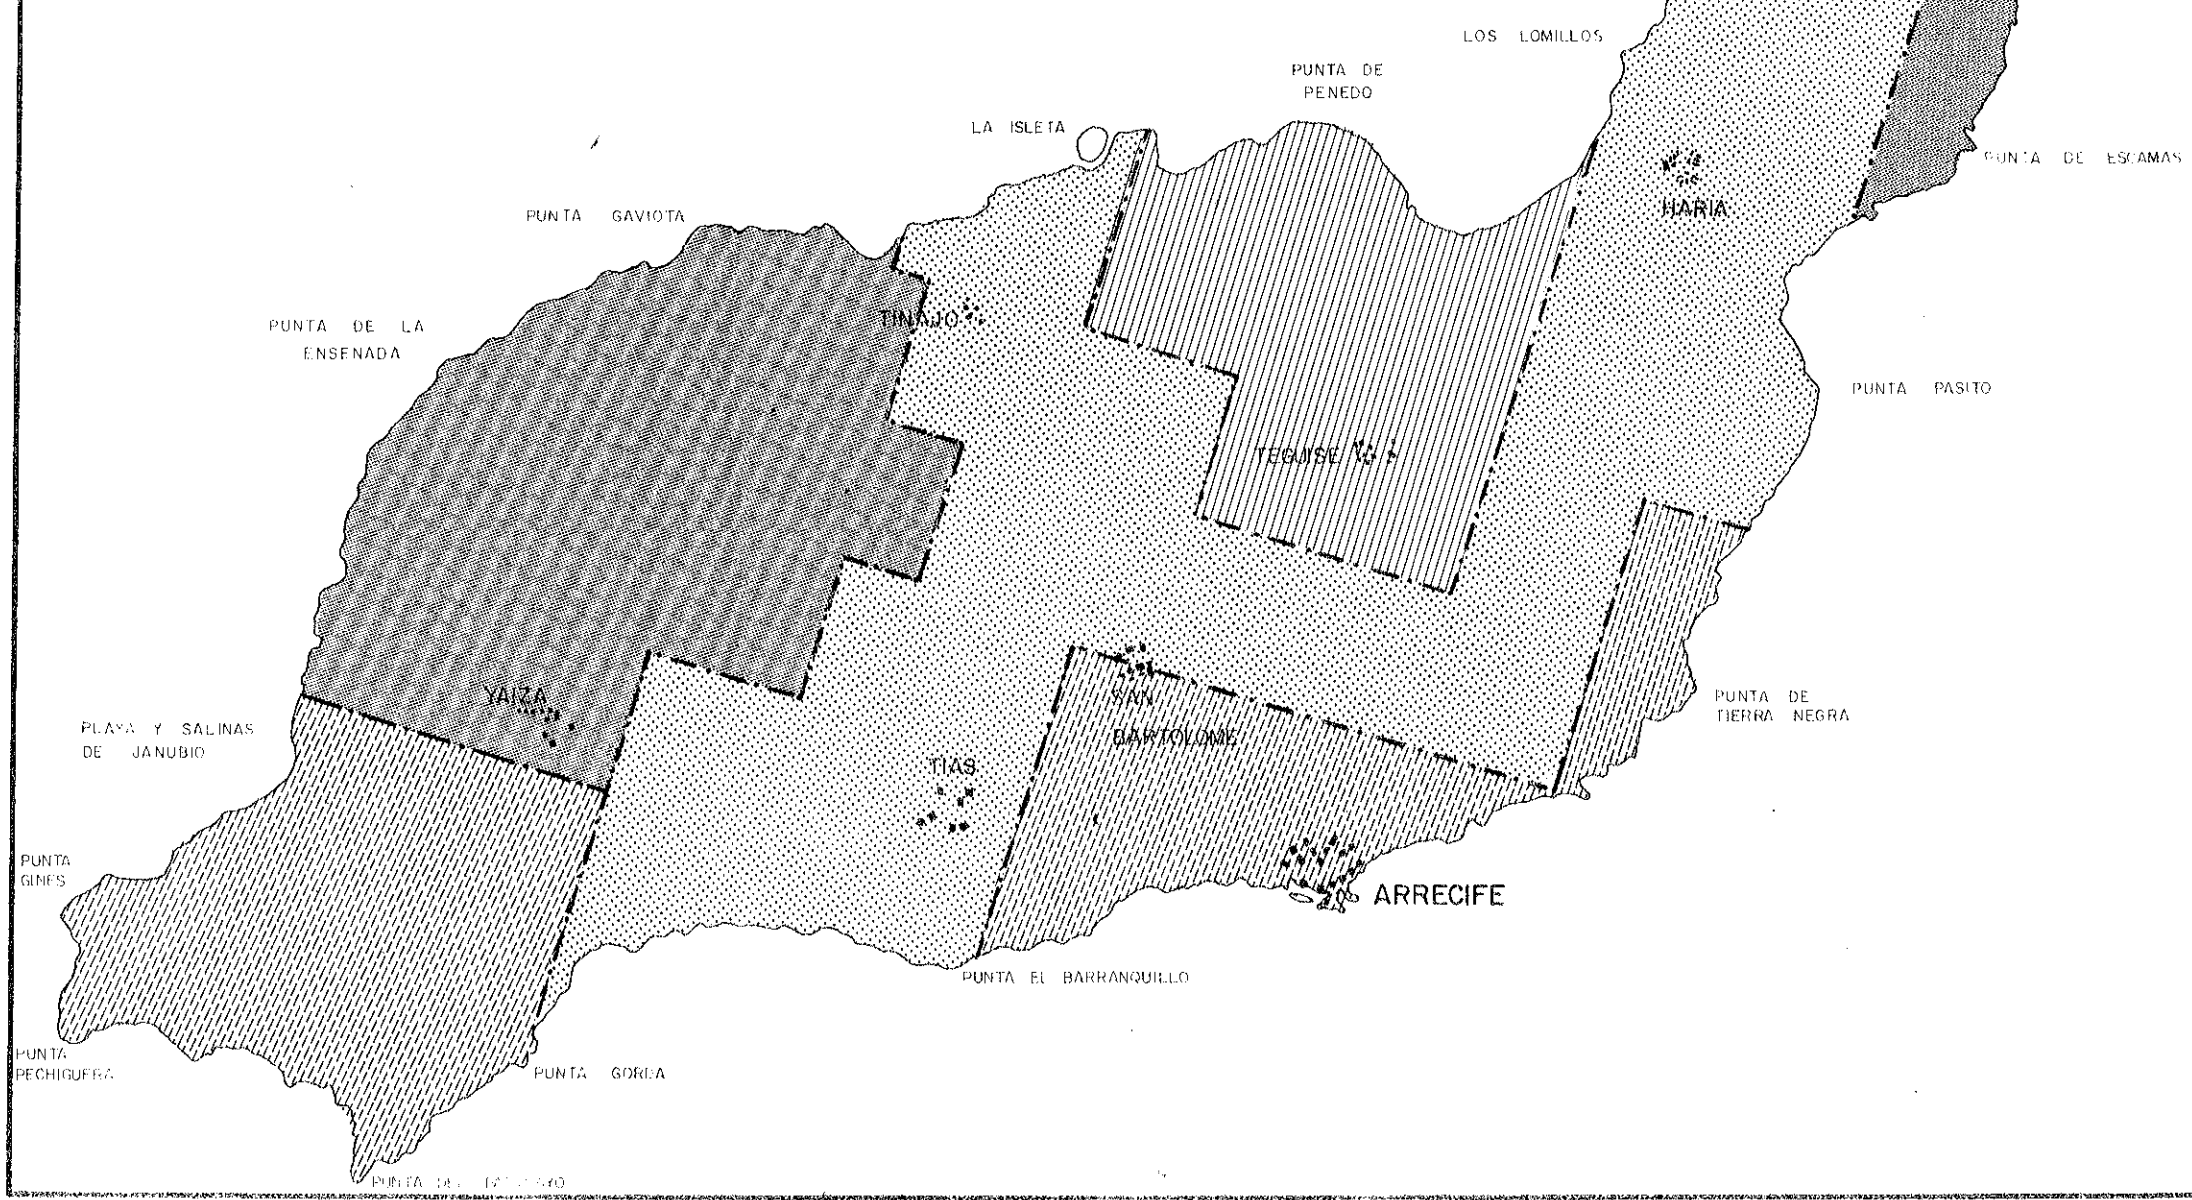 LOS LOMILLOS
PUNTA DE
PENEDO
LA ISLETA
PUNTA DE ESCAMAS
HARIA
PUNTA GAVIOTA
TINAJO
PUNTA DE LA
ENSENADA
PUNTA PASITO
TEGUISE
YAIZA
SAN
BARTOLOME
PUNTA DE
TIERRA NEGRA
PLAYA Y SALINAS
DE JANUBIO
TIAS
PUNTA
GINES
ARRECIFE
PUNTA EL BARRANQUILLO
PUNTA
PECHIGUERA
PUNTA GORDA
PUNTA DEL